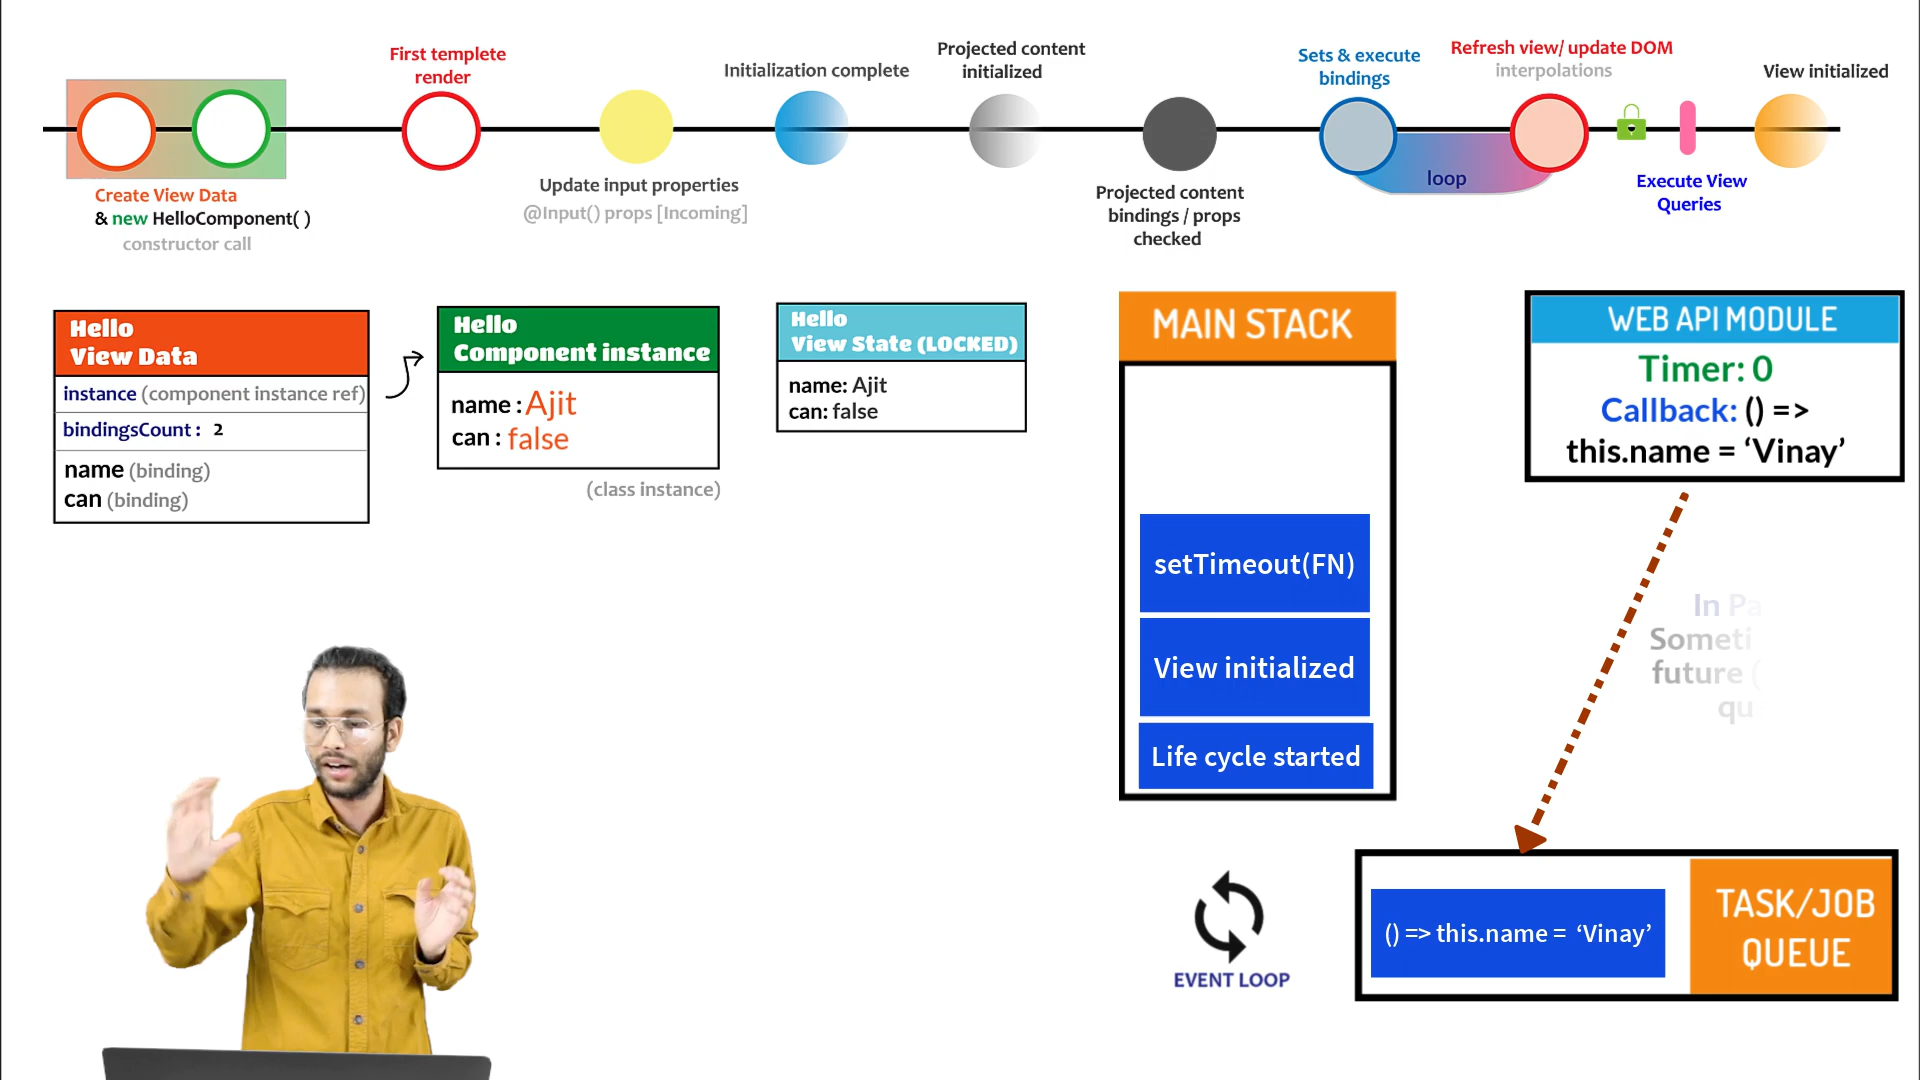 First templete
render
Initialization complete
Projected content
initialized
Sets & execute
bindings
Refresh view/ update DOM
interpolations
View initialized
Create View Data
& new HelloComponent( )
constructor call
Update input properties
@Input() props [Incoming]
Projected content
bindings / props
checked
loop
Execute View
Queries
Hello
View Data
instance (component instance ref)
bindingsCount : 2
name (binding)
can (binding)
Hello
Component instance
name : Ajit
can : false
(class instance)
Hello
View State (LOCKED)
name: Ajit
can: false
MAIN STACK
setTimeout(FN)
View initialized
Life cycle started
WEB API MODULE
Timer: 0
Callback: () =>
this.name = ‘Vinay’
In
future
EVENT LOOP
() => this.name = ‘Vinay’
TASK/JOB
QUEUE